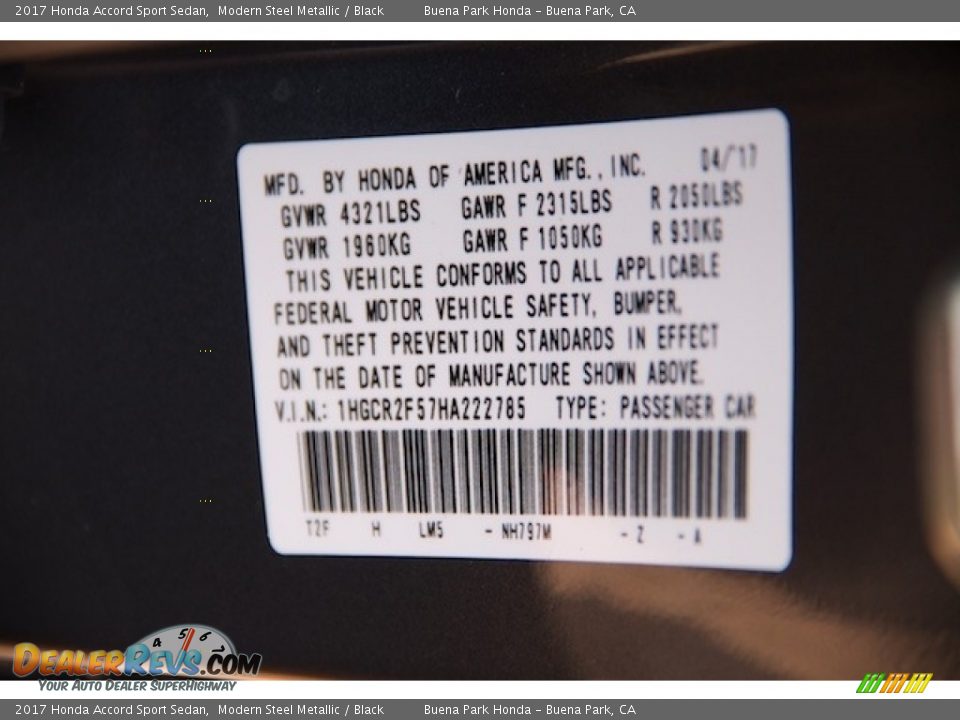 2017 Honda Accord Sport Sedan, Modern Steel Metallic / Black Buena Park Honda – Buena Park, CA
MFD. BY HONDA OF AMERICA MFG., INC. 04/'17
GVWR 4321LBS GAWR F 2315LBS R 2050LBS
GVWR 1960KG GAWR F 1050KG R 930KG
THIS VEHICLE CONFORMS TO ALL APPLICABLE
FEDERAL MOTOR VEHICLE SAFETY, BUMPER,
AND THEFT PREVENTION STANDARDS IN EFFECT
ON THE DATE OF MANUFACTURE SHOWN ABOVE.
V.I.N.: 1HGCR2F57HA222785 TYPE: PASSENGER CAR
T2F H LM5 - NH797M - Z - A
4 5 6
DEALERREVS.COM
YOUR AUTO DEALER SUPERHIGHWAY
2017 Honda Accord Sport Sedan, Modern Steel Metallic / Black Buena Park Honda – Buena Park, CA